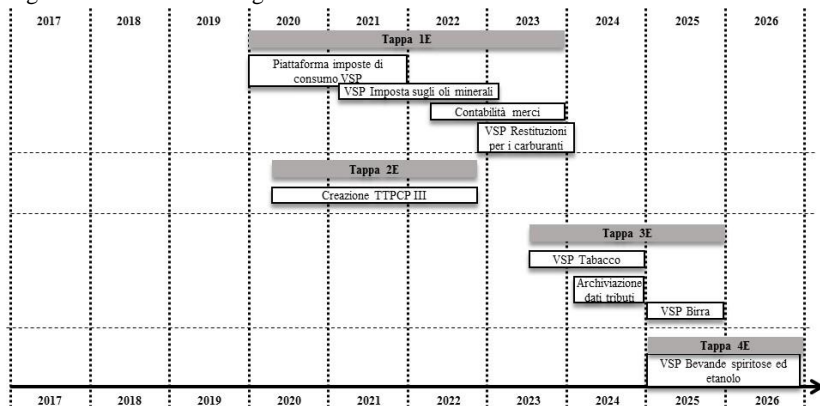 2017 2018 2019 2020 2021 2022 2023 2024 2025 2026
Tappa 1E
Piattaforma imposte di
consumo VSP
VSP Imposta sugli oli minerali
Contabilità merci
VSP Restituzioni
per i carburanti
Tappa 2E
Creazione TTPCP III
Tappa 3E
VSP Tabacco
Archiviazione
dati tributi
VSP Birra
Tappa 4E
VSP Bevande spiritose ed
etanolo
2017 2018 2019 2020 2021 2022 2023 2024 2025 2026